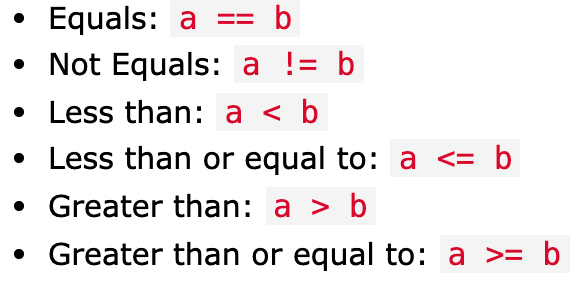 • Equals: a == b
• Not Equals: a != b
• Less than: a < b
• Less than or equal to: a <= b
• Greater than: a > b
• Greater than or equal to: a >= b